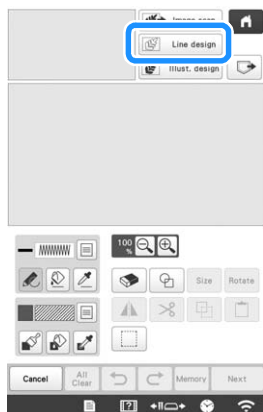 Image scan
Line design
Illust. design
100 %
Size Rotate
Cancel All Clear Memory Next